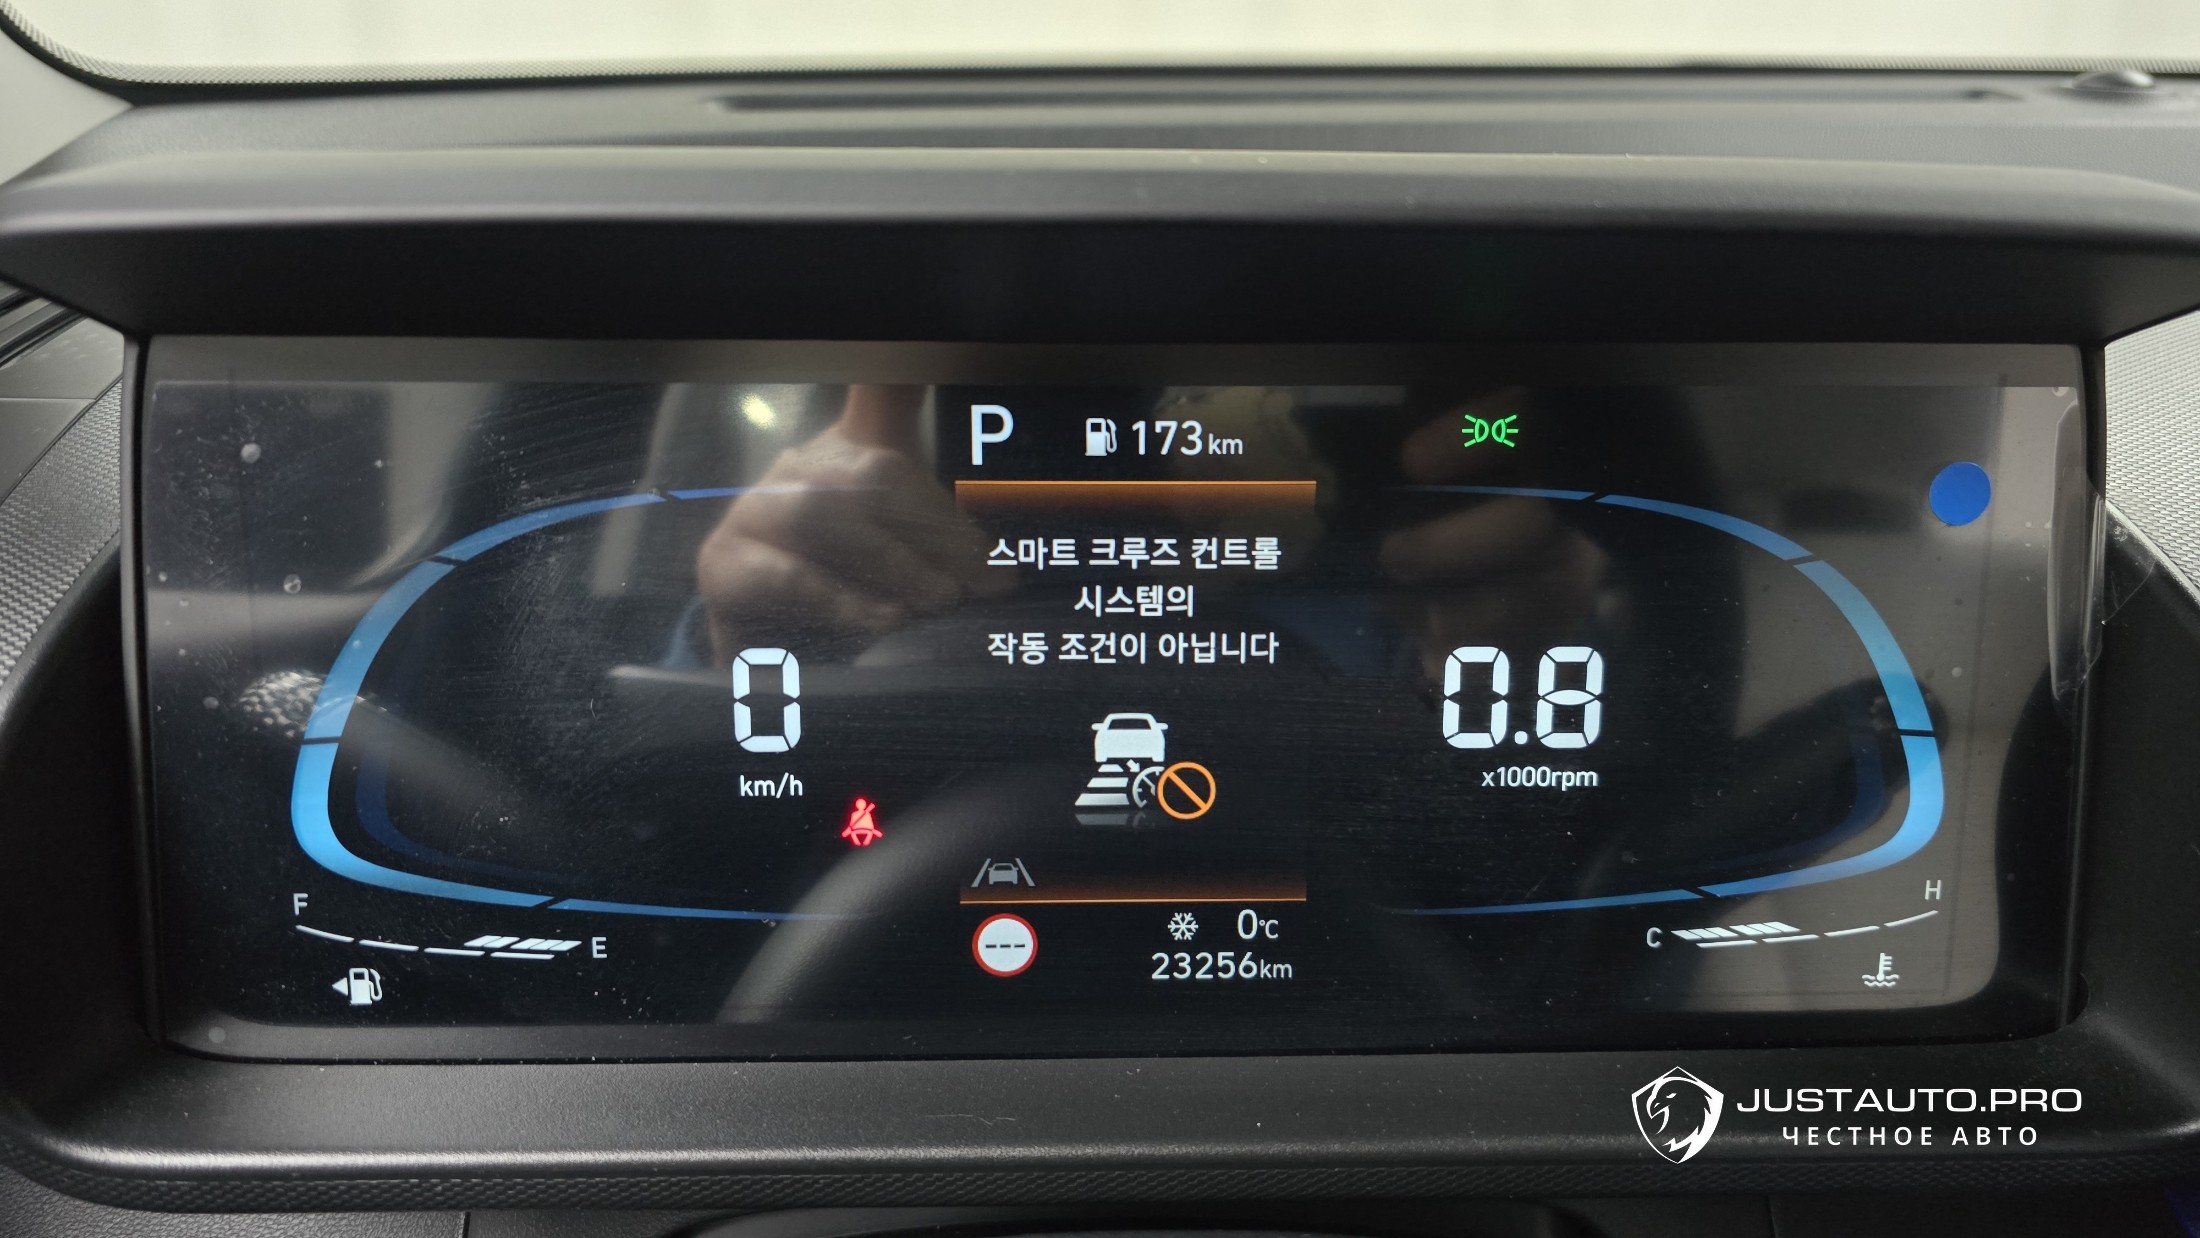 P 173km
스마트 크루즈 컨트롤
시스템의
작동 조건이 아닙니다
0
km/h
0.8
x1000rpm
F
E
C
H
---
0°C
23256km
JUSTAUTO.PRO
ЧЕСТНОЕ АВТО